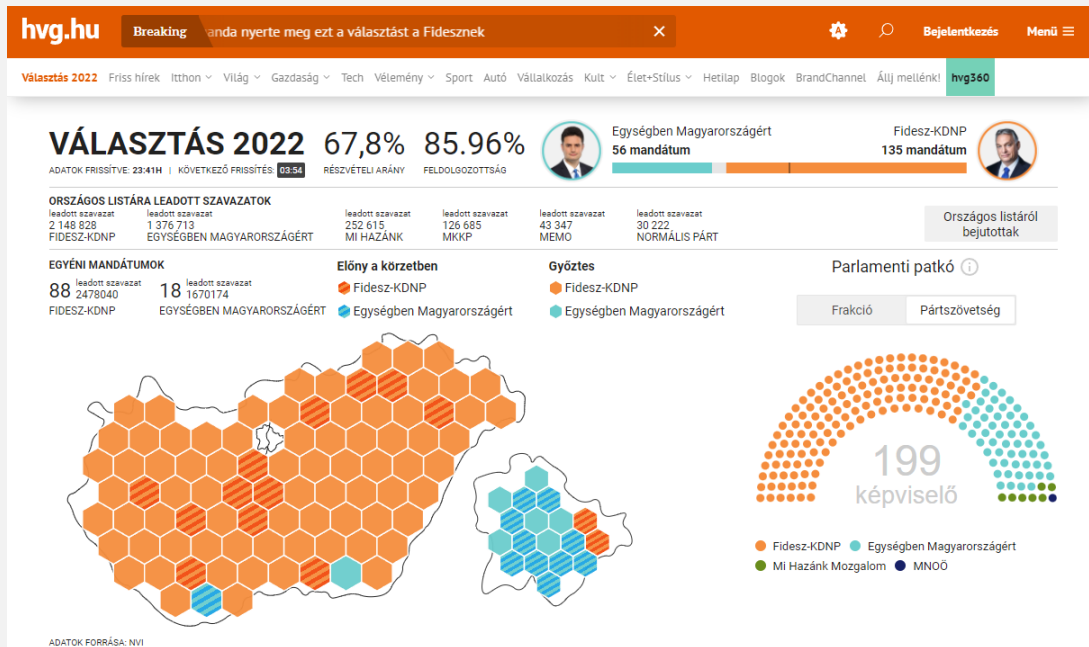 hvg.hu
Breaking anda nyerte meg ezt a választást a Fidesznek ×
A Bejelentkezés Menü
Választás 2022 Friss hírek Itthon Világ Gazdaság Tech Vélemény Sport Autó Vállalkozás Kult Élet+Stílus Hetilap Blogok BrandChannel Állj mellénk! hvg360
VÁLASZTÁS 2022 67,8% 85.96%
ADATOK FRISSÍTVE: 23:41H | KÖVETKEZŐ FRISSÍTÉS: 03:54 RÉSZVÉTELI ARÁNY FELDOLGOZOTTSÁG
Egységben Magyarországért Fidesz-KDNP
56 mandátum 135 mandátum
ORSZÁGOS LISTÁRA LEADOTT SZAVAZATOK
leadott szavazat leadott szavazat leadott szavazat leadott szavazat leadott szavazat leadott szavazat
2 148 828 1 376 713 252 615 126 685 43 347 30 222
FIDESZ-KDNP EGYSÉGBEN MAGYARORSZÁGÉRT MI HAZÁNK MKKP MEMO NORMÁLIS PÁRT
Országos listáról
bejutottak
EGYÉNI MANDÁTUMOK
88 leadott szavazat 2478040 18 leadott szavazat 1670174
FIDESZ-KDNP EGYSÉGBEN MAGYARORSZÁGÉRT
Előny a körzetben
Fidesz-KDNP
Egységben Magyarországért
Győztes
Fidesz-KDNP
Egységben Magyarországért
Parlamenti patkó i
Frakció Pártszövetség
199
képviselő
Fidesz-KDNP Egységben Magyarországért
Mi Hazánk Mozgalom MNOÖ
ADATOK FORRÁSA: NVI